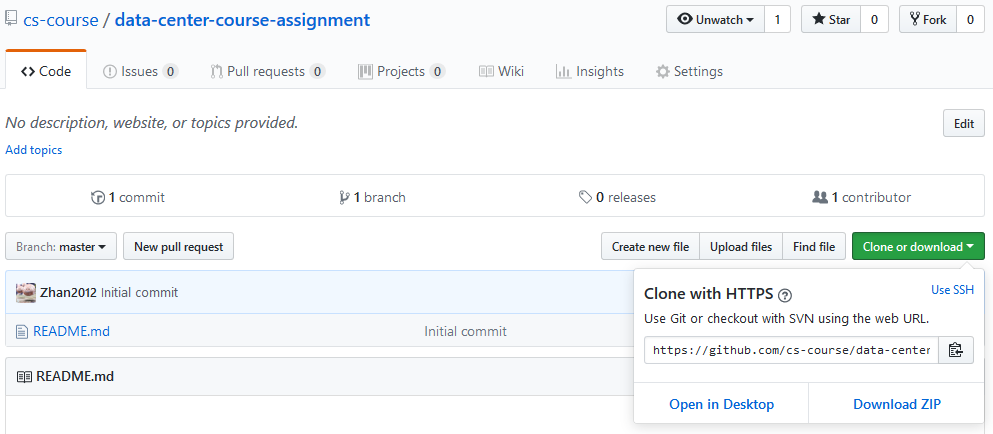 cs-course / data-center-course-assignment
Unwatch 1 Star 0 Fork 0
Code Issues 0 Pull requests 0 Projects 0 Wiki Insights Settings
No description, website, or topics provided.
Edit
Add topics
1 commit 1 branch 0 releases 1 contributor
Branch: master New pull request Create new file Upload files Find file Clone or download
Zhan2012 Initial commit
README.md Initial commit
README.md
Clone with HTTPS ?
Use SSH
Use Git or checkout with SVN using the web URL.
https://github.com/cs-course/data-center
Open in Desktop Download ZIP